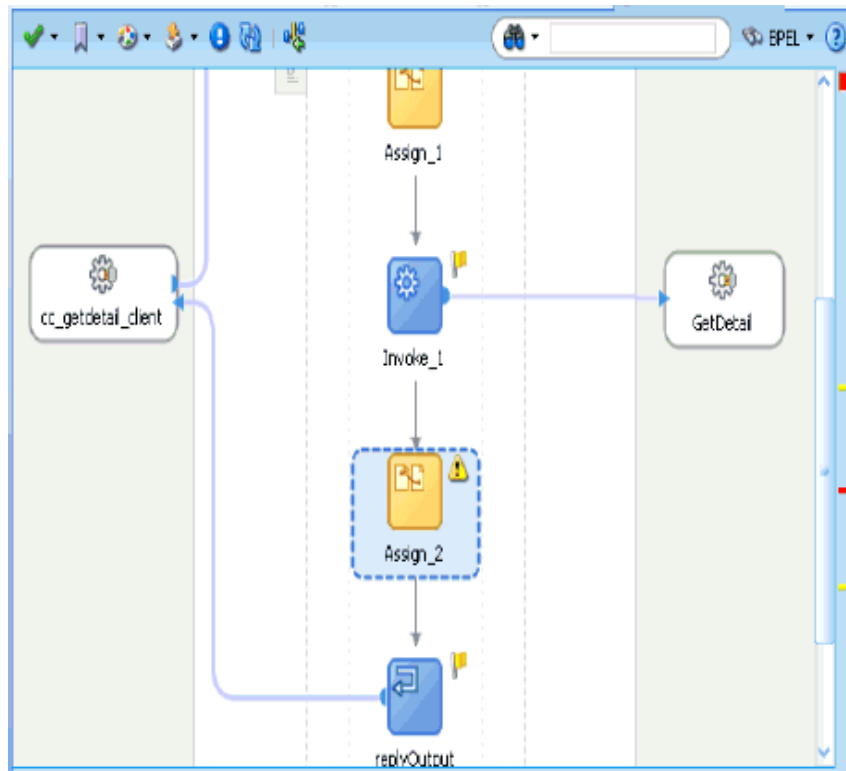 BPEL
Assign_1
cc_getdetail_client
Invoke_1
GetDetail
Assign_2
replyOutput